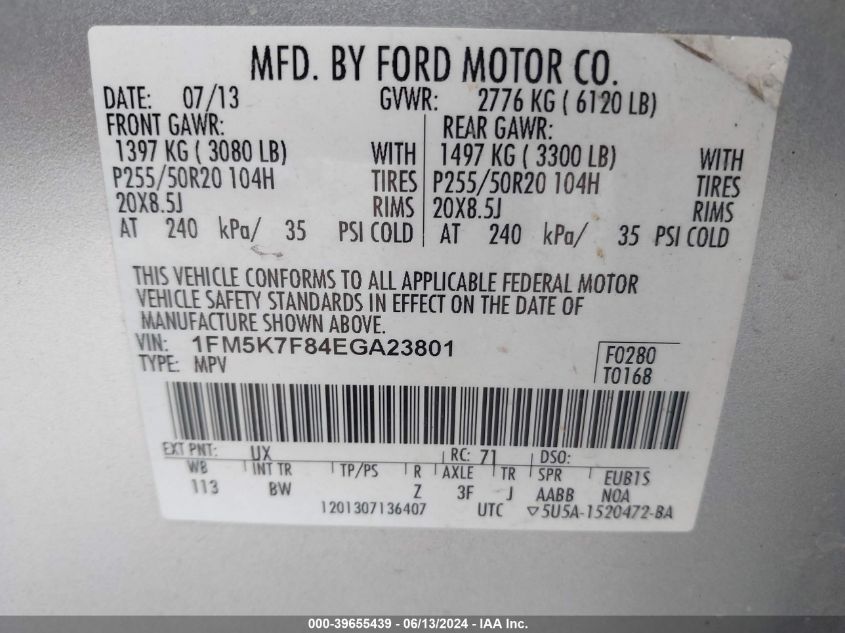 MFD. BY FORD MOTOR CO.
DATE: 07/13 GVWR: 2776 KG ( 6120 LB)
FRONT GAWR: REAR GAWR:
1397 KG ( 3080 LB) WITH 1497 KG ( 3300 LB) WITH
P255/50R20 104H TIRES P255/50R20 104H TIRES
20X8.5J RIMS 20X8.5J RIMS
AT 240 kPa/ 35 PSI COLD AT 240 kPa/ 35 PSI COLD
THIS VEHICLE CONFORMS TO ALL APPLICABLE FEDERAL MOTOR
VEHICLE SAFETY STANDARDS IN EFFECT ON THE DATE OF
MANUFACTURE SHOWN ABOVE.
VIN: 1FM5K7F84EGA23801 F0280
TYPE: MPV T0168
EXT PNT: UX RC: 71 DSO:
WB INT TR TP/PS R AXLE TR SPR EUB1S
113 BW Z 3F J AABB NOA
1201307136407 UTC ▽5U5A-1520472-BA
000-39655439 - 06/13/2024 - IAA Inc.